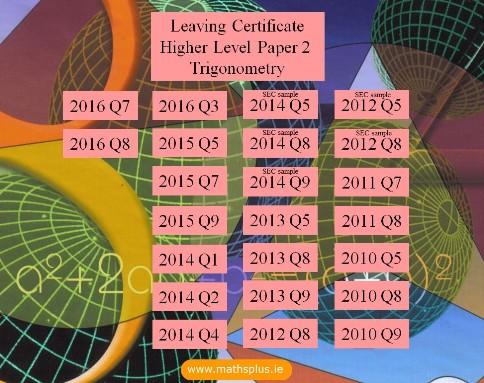 Leaving Certificate
Higher Level Paper 2
Trigonometry
2016 Q7
2016 Q8
2016 Q3
2015 Q5
2015 Q7
2015 Q9
2014 Q1
2014 Q2
2014 Q4
SEC sample
2014 Q5
SEC sample
2014 Q8
SEC sample
2014 Q9
2013 Q5
2013 Q8
2013 Q9
2012 Q8
SEC sample
2012 Q5
SEC sample
2012 Q8
2011 Q7
2011 Q8
2010 Q5
2010 Q8
2010 Q9
www.mathsplus.ie